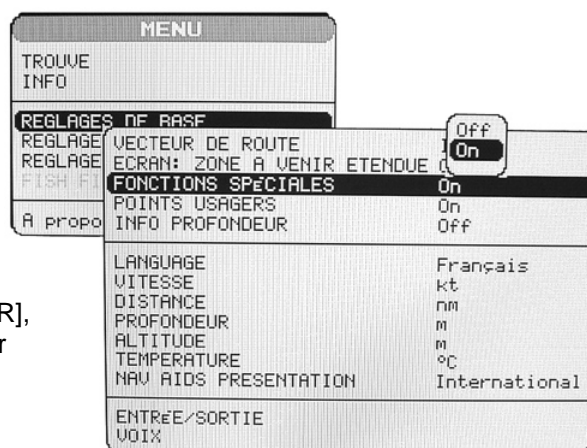 MENU
TROUVE
INFO
REGLAGES DE BASE
REGLAGE
REGLAGE
FISH FI
A propo
Off
On
VECTEUR DE ROUTE
ECRAN: ZONE A VENIR ETENDUE
FONCTIONS SPéCIALES On
POINTS USAGERS On
INFO PROFONDEUR Off
LANGUAGE Français
VITESSE kt
DISTANCE nm
PROFONDEUR m
ALTITUDE m
TEMPERATURE °C
NAV AIDS PRESENTATION International
ENTRéE/SORTIE
VOIX
R],
r